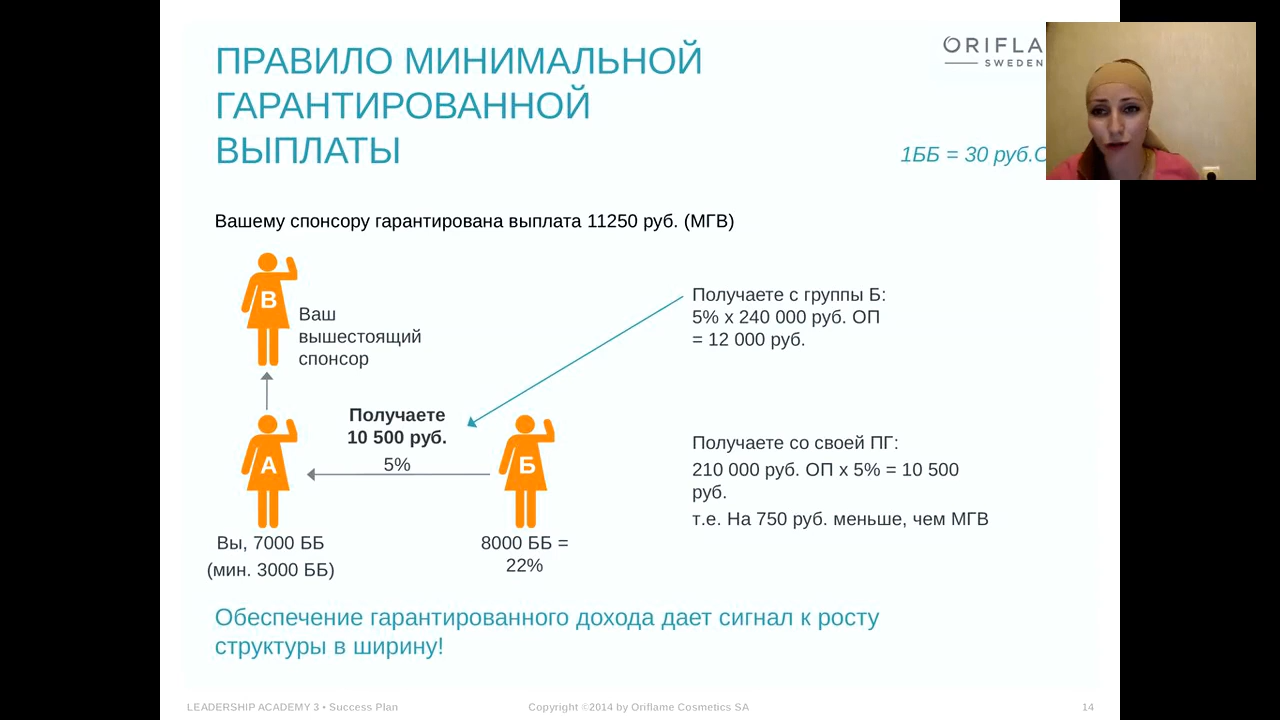 ПРАВИЛО МИНИМАЛЬНОЙ
ГАРАНТИРОВАННОЙ
ВЫПЛАТЫ
ORIFLA
SWEDEN
1ББ = 30 руб.О
Вашему спонсору гарантирована выплата 11250 руб. (МГВ)
В
Ваш
вышестоящий
спонсор
Получаете с группы Б:
5% х 240 000 руб. ОП
= 12 000 руб.
Получаете
10 500 руб.
5%
А
Б
Получаете со своей ПГ:
210 000 руб. ОП х 5% = 10 500
руб.
т.е. На 750 руб. меньше, чем МГВ
Вы, 7000 ББ
(мин. 3000 ББ)
8000 ББ =
22%
Обеспечение гарантированного дохода дает сигнал к росту
структуры в ширину!
LEADERSHIP ACADEMY 3 • Success Plan
Copyright ©2014 by Oriflame Cosmetics SA
14